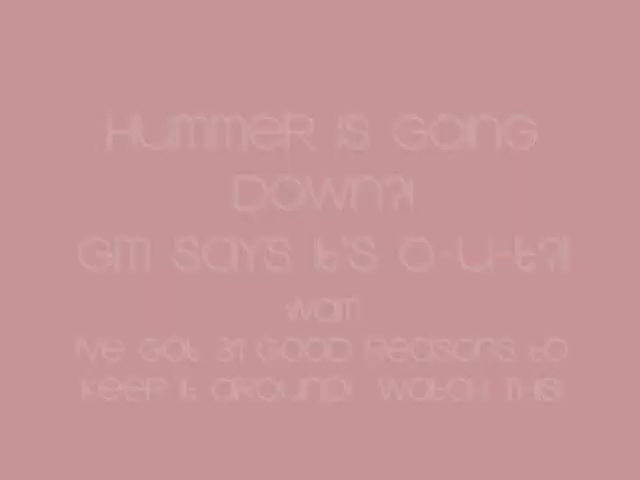 HUMMER IS GOING
DOWN?!
GM SAYS IT'S O-U-T?!
WAIT!
I'VE GOT 31 GOOD REASONS TO
KEEP IT AROUND! WATCH THIS!